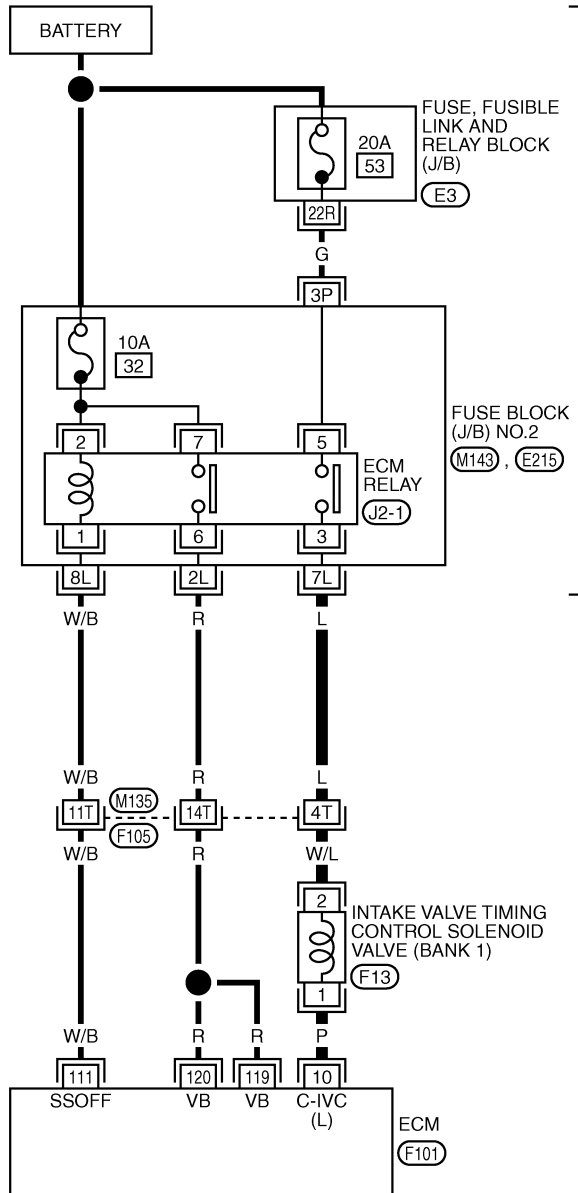 BATTERY
FUSE, FUSIBLE
LINK AND
RELAY BLOCK
(J/B)
E3
20A
53
22R
G
3P
10A
32
FUSE BLOCK
(J/B) NO.2
M143 , E215
2 7 5
ECM
RELAY
J2-1
1 6 3
8L 2L 7L
W/B R L
W/B R L
11T M135 14T 4T
F105
W/B R W/L
2
INTAKE VALVE TIMING
CONTROL SOLENOID
VALVE (BANK 1)
F13
1
W/B R R P
111 120 119 10
SSOFF VB VB C-IVC
(L)
ECM
F101